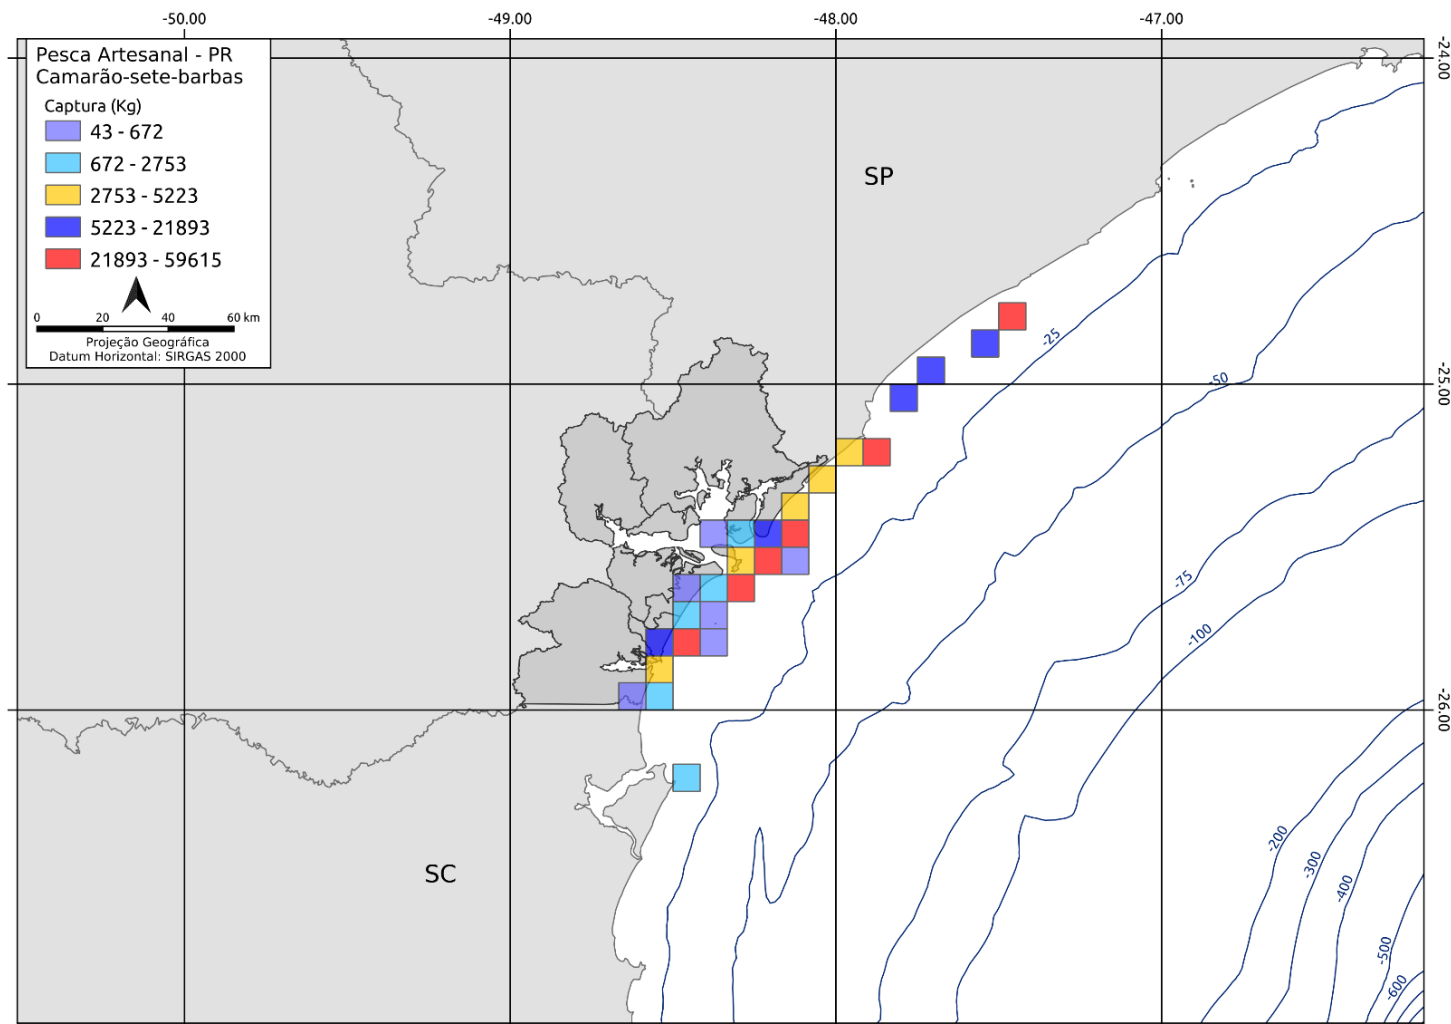 -50.00
-49.00
-48.00
-47.00
Pesca Artesanal - PR
Camarão-sete-barbas
Captura (Kg)
43 - 672
672 - 2753
2753 - 5223
5223 - 21893
21893 - 59615
0 20 40 60 km
Projeção Geográfica
Datum Horizontal: SIRGAS 2000
-24.00
SP
-25
-50
-25.00
-75
-100
-26.00
SC
-200
-300
-400
-500
-600